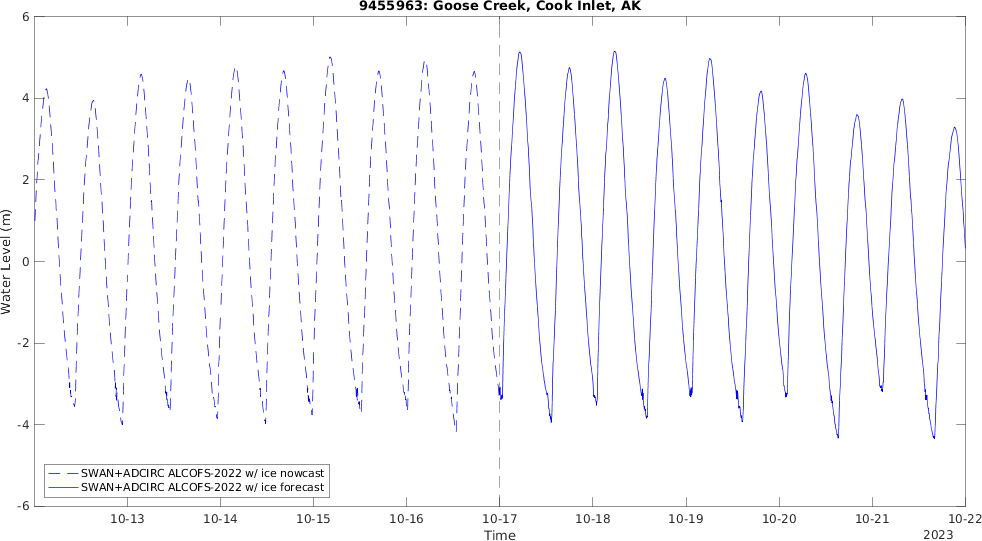 9455963: Goose Creek, Cook Inlet, AK
6
4
2
0
-2
-4
-6
Water Level (m)
SWAN+ADCIRC ALCOFS-2022 w/ ice nowcast
SWAN+ADCIRC ALCOFS-2022 w/ ice forecast
10-13 10-14 10-15 10-16 10-17 10-18 10-19 10-20 10-21 10-22
Time
2023